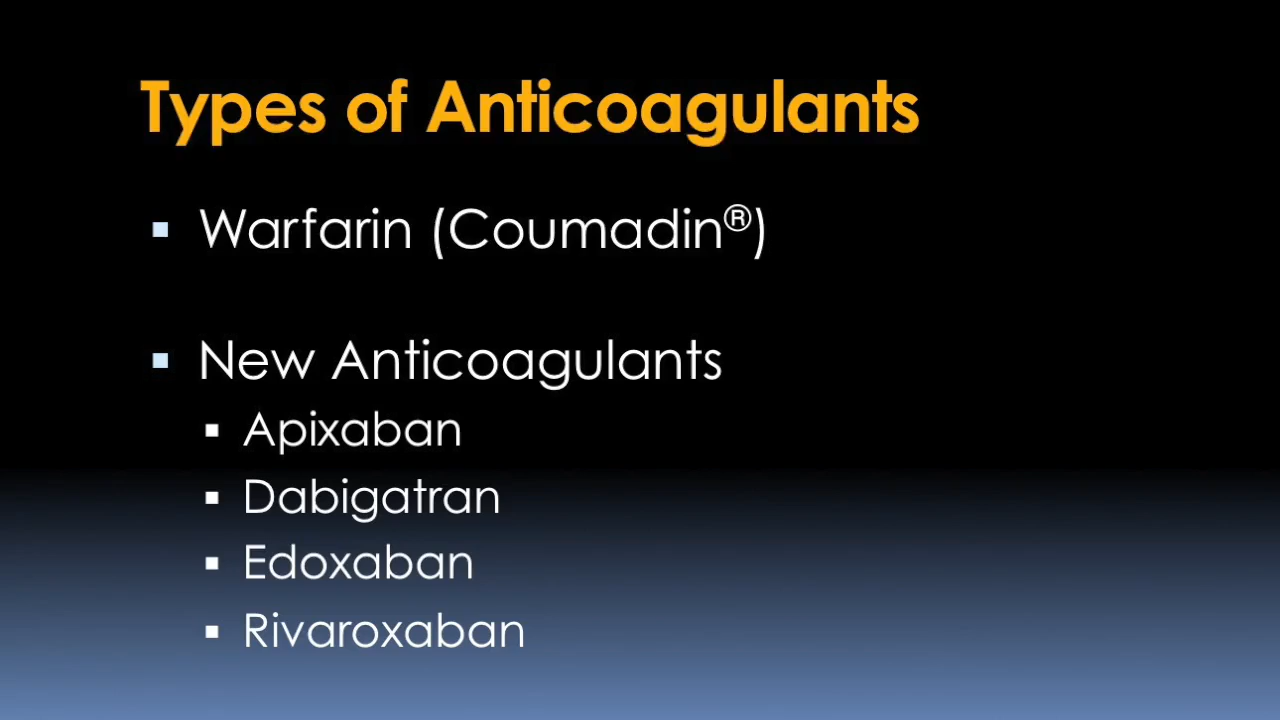 Types of Anticoagulants
▪ Warfarin (Coumadin®)
▪ New Anticoagulants
▪ Apixaban
▪ Dabigatran
▪ Edoxaban
▪ Rivaroxaban